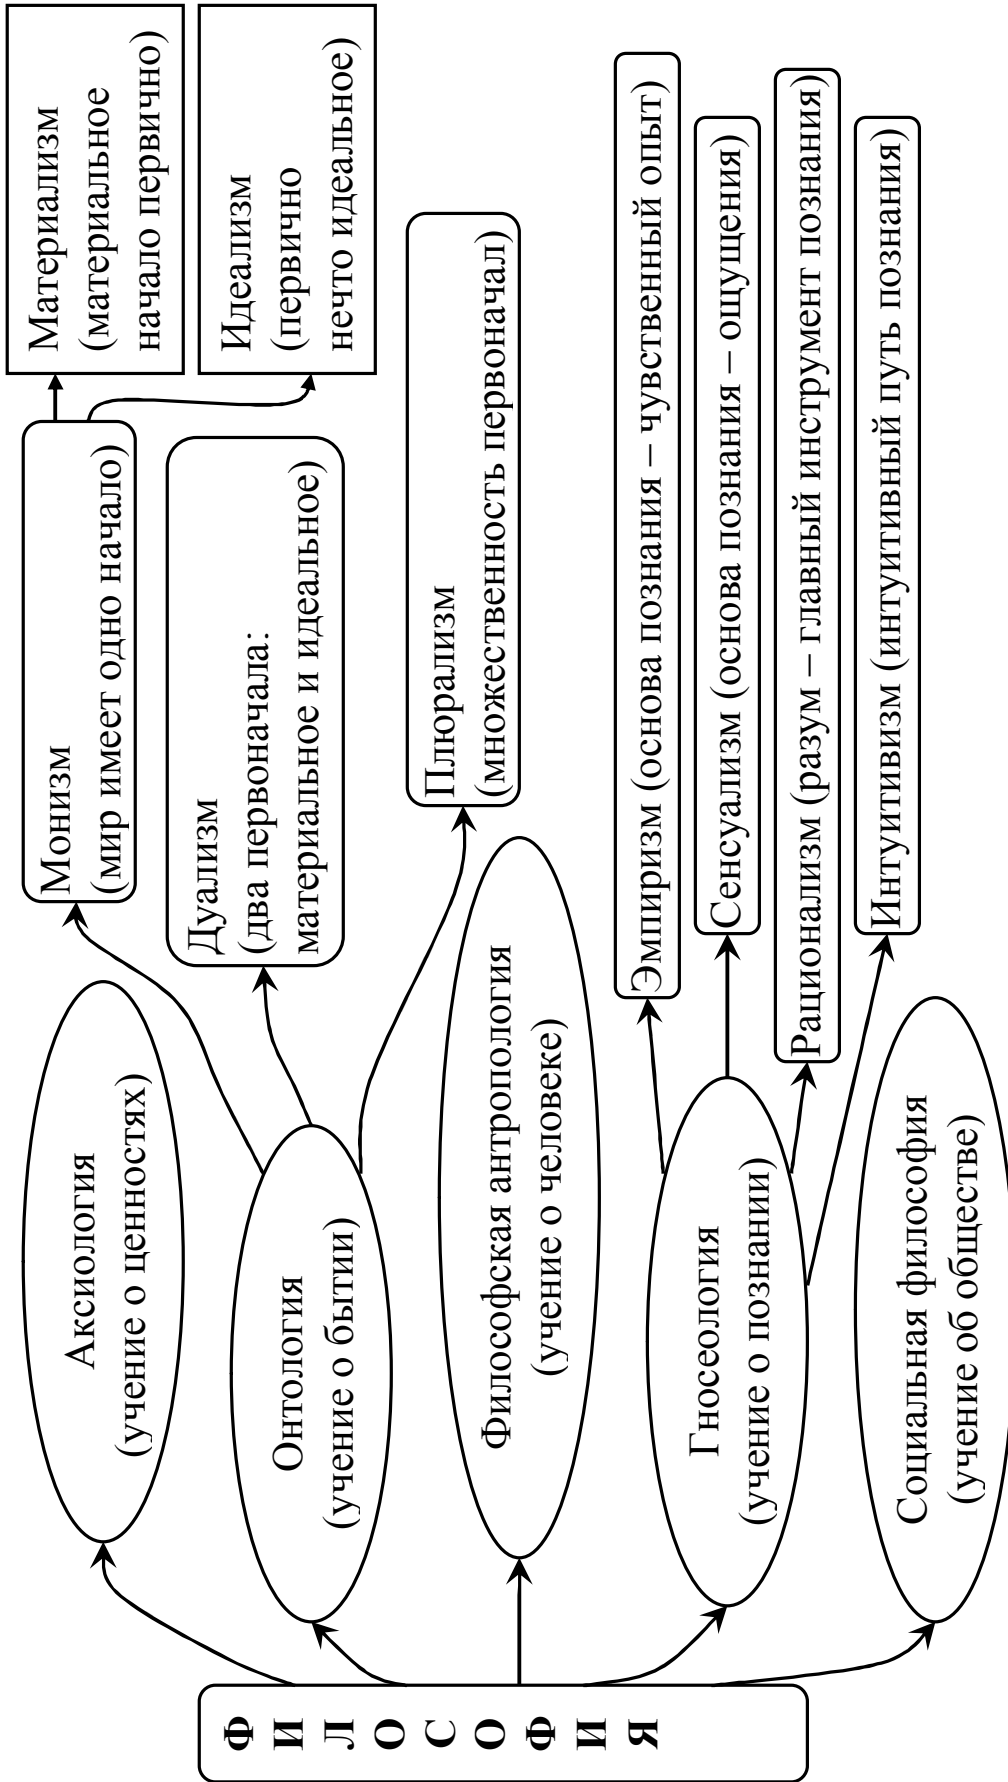 Ф
И
Л
О
С
О
Ф
И
Я
Аксиология
(учение о ценностях)
Онтология
(учение о бытии)
Философская антропология
(учение о человеке)
Гносеология
(учение о познании)
Социальная философия
(учение об обществе)
Монизм
(мир имеет одно начало)
Дуализм
(два первоначала:
материальное и идеальное)
Плюрализм
(множественность первоначал)
Эмпиризм (основа познания – чувственный опыт)
Сенсуализм (основа познания – ощущения)
Рационализм (разум – главный инструмент познания)
Интуитивизм (интуитивный путь познания)
Материализм
(материальное
начало первично)
Идеализм
(первично
нечто идеальное)